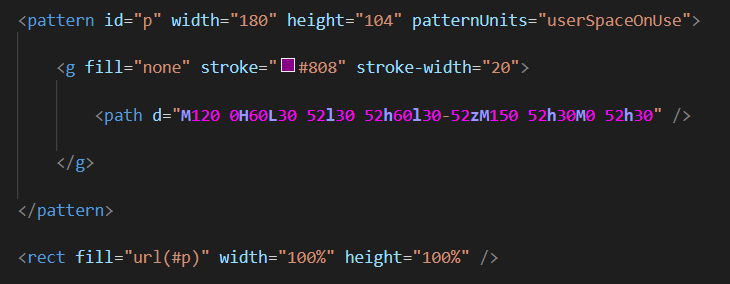 <pattern id="p" width="180" height="104" patternUnits="userSpaceOnUse">
<g fill="none" stroke="#808" stroke-width="20">
<path d="M120 0H60L30 52l30 52h60l30-52zM150 52h30M0 52h30" />
</g>
</pattern>
<rect fill="url(#p)" width="100%" height="100%" />